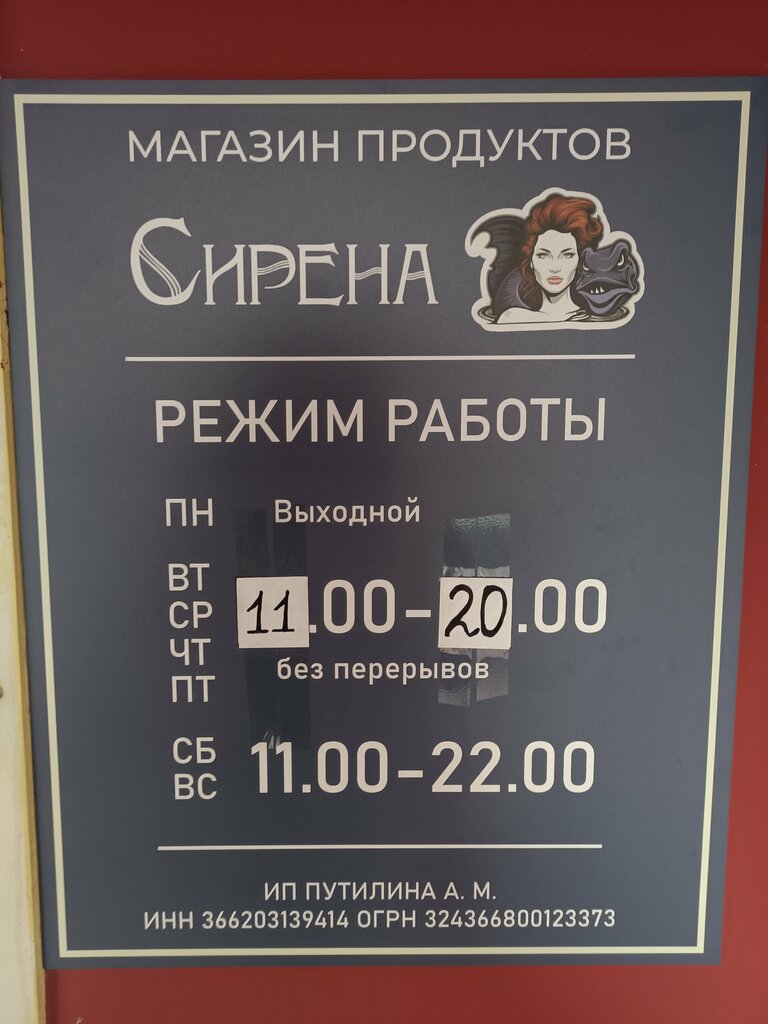 МАГАЗИН ПРОДУКТОВ
СИРЕНА
РЕЖИМ РАБОТЫ
ПН Выходной
ВТ
СР 11.00-20.00
ЧТ без перерывов
ПТ
СБ 11.00-22.00
ВС
ИП ПУТИЛИНА А. М.
ИНН 366203139414 ОГРН 324366800123373